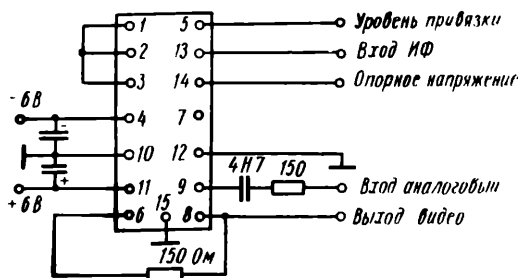 1 5 Уровень привязки
2 13 Вход ИФ
3 14 Опорное напряжение
- 6В 4 7
- +
10 12
4Н7 150
+6В 11 9 Вход аналоговый
6 15 8 Выход видео
150 Ом